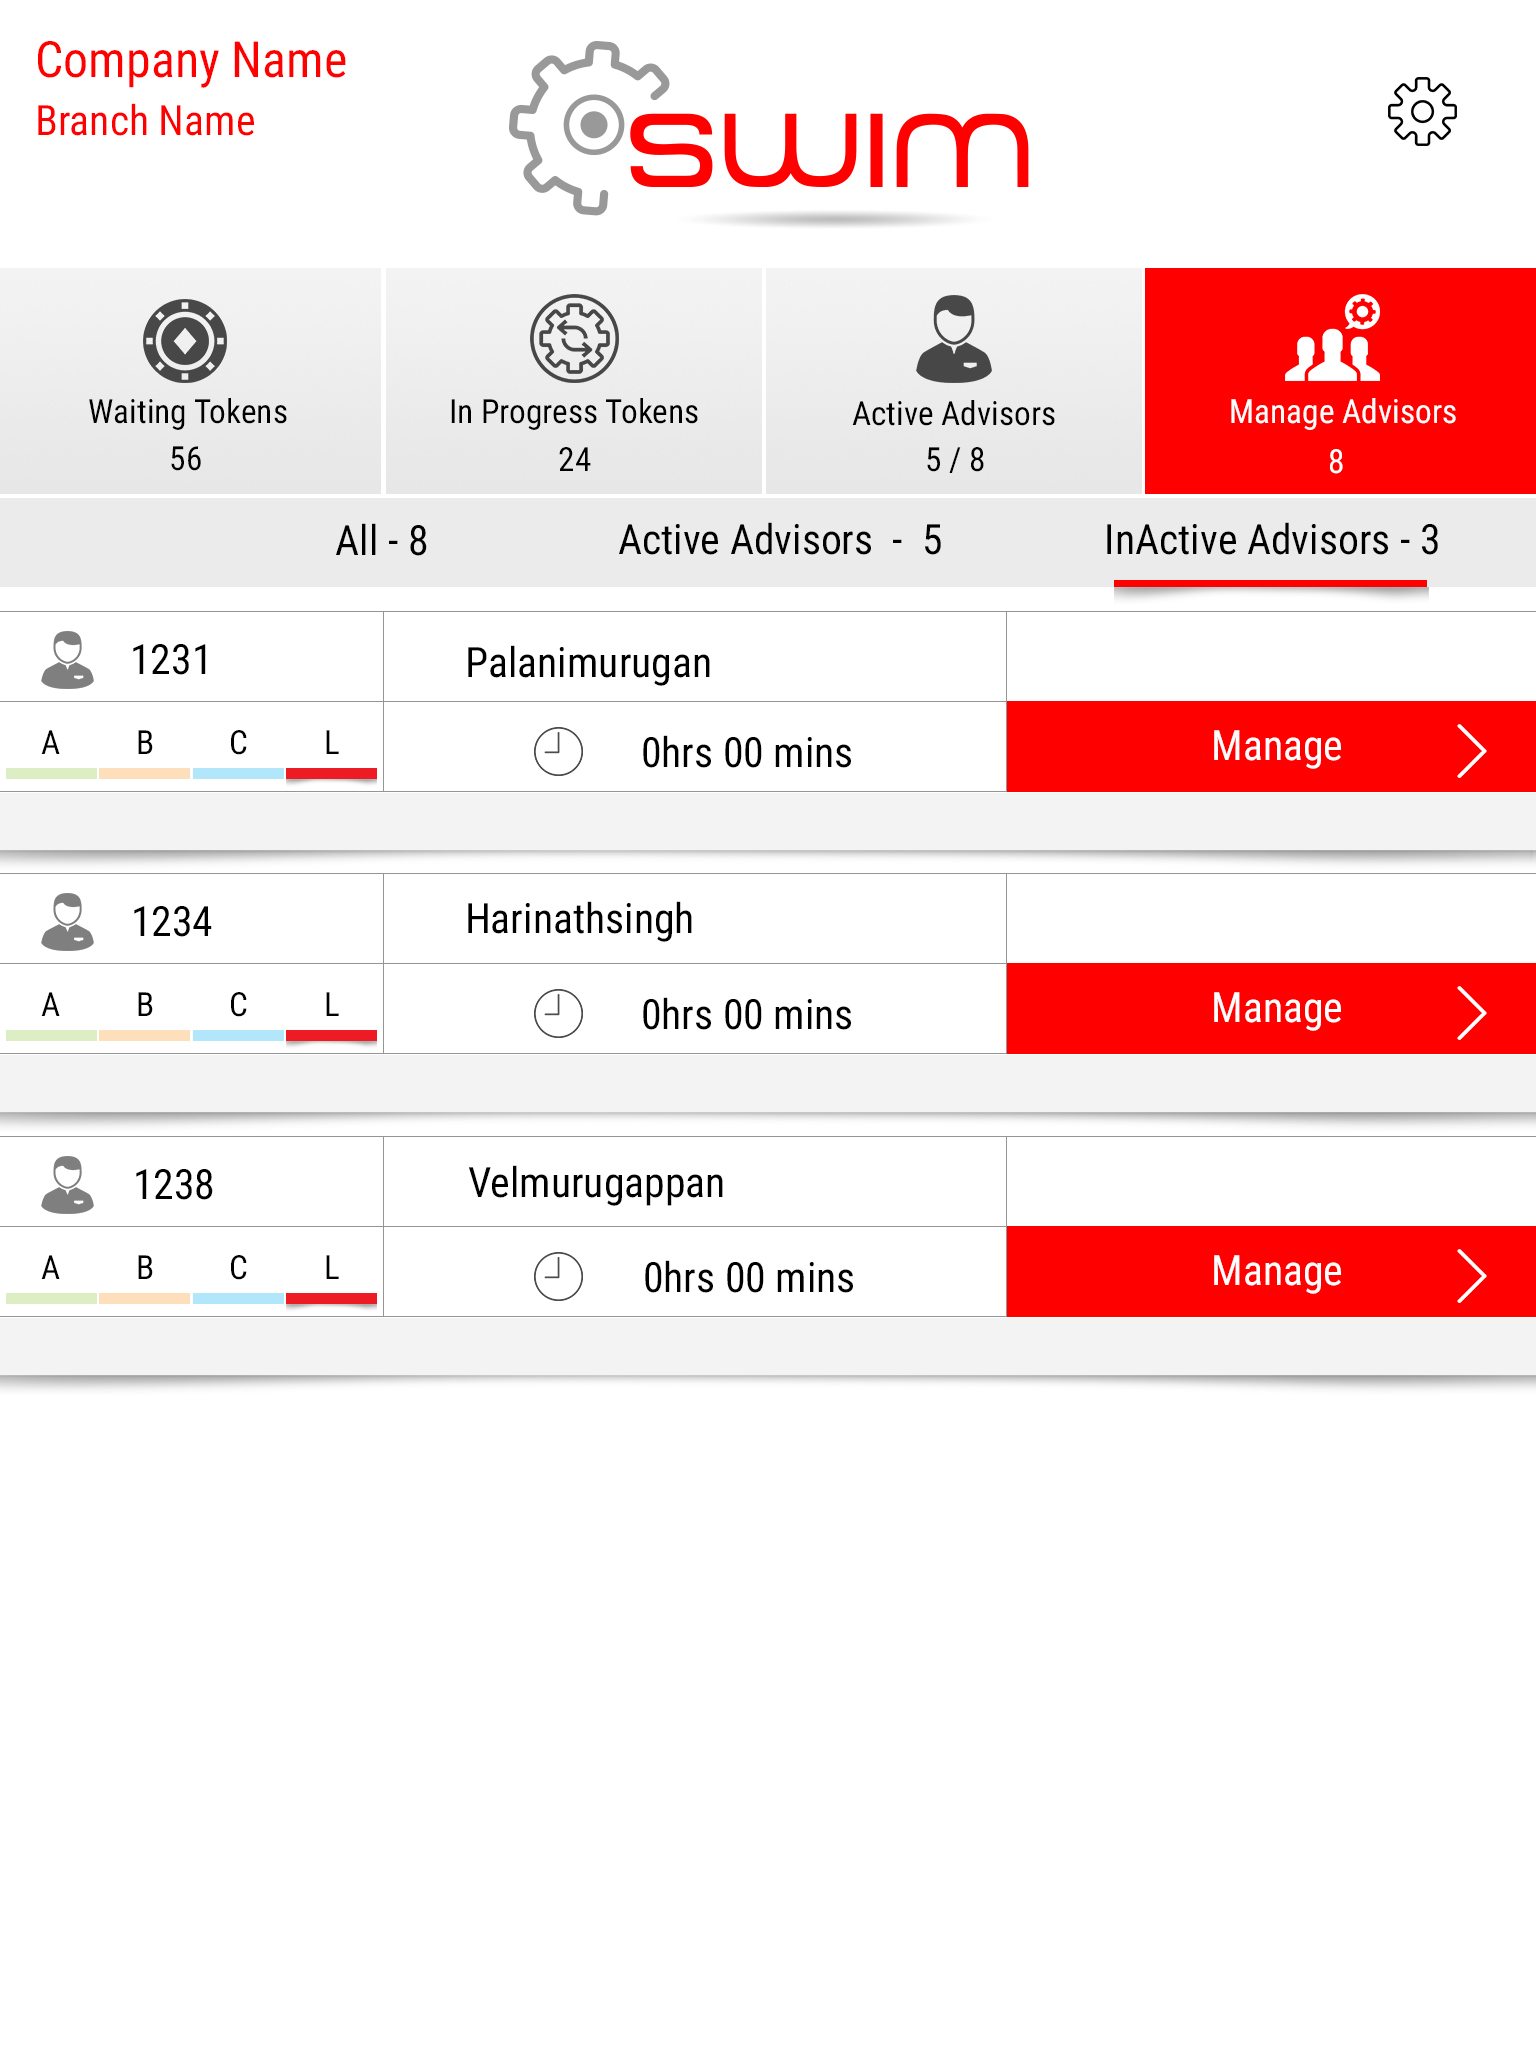 Company Name
Branch Name
swim
Waiting Tokens
56
In Progress Tokens
24
Active Advisors
5 / 8
Manage Advisors
8
All - 8
Active Advisors - 5
InActive Advisors - 3
1231
Palanimurugan
A B C L
0hrs 00 mins
Manage
1234
Harinathsingh
A B C L
0hrs 00 mins
Manage
1238
Velmurugappan
A B C L
0hrs 00 mins
Manage